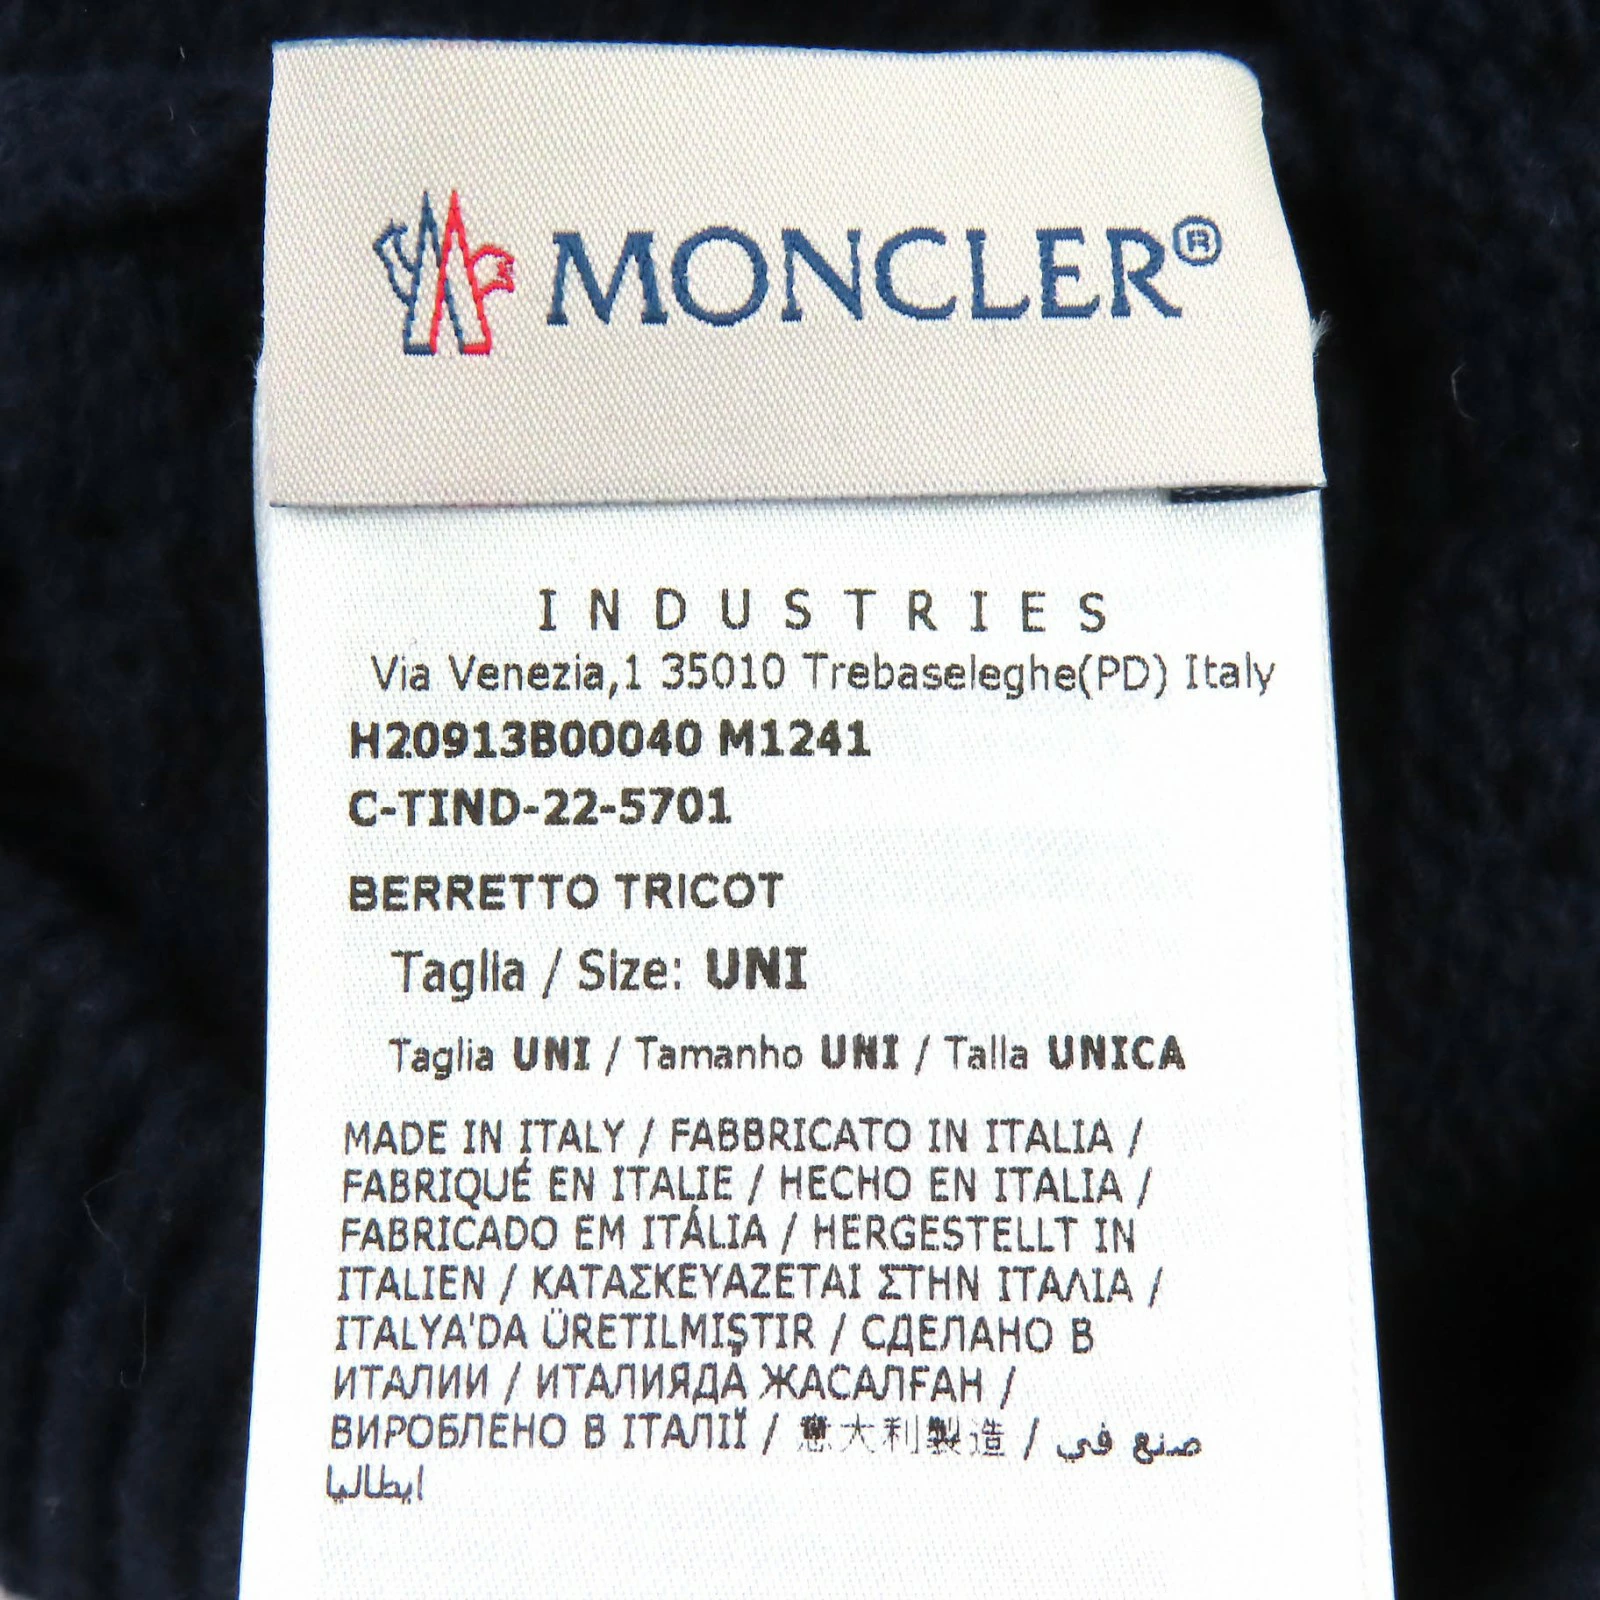 MONCLER®
INDUSTRIES
Via Venezia,1 35010 Trebaseleghe(PD) Italy
H20913B00040 M1241
C-TIND-22-5701
BERRETTO TRICOT
Taglia / Size: UNI
Taglia UNI / Tamanho UNI / Talla UNICA
MADE IN ITALY / FABBRICATO IN ITALIA /
FABRIQUÉ EN ITALIE / HECHO EN ITALIA /
FABRICADO EM ITÁLIA / HERGESTELLT IN
ITALIEN / ΚΑΤΑΣΚΕΥΑΖΕΤΑΙ ΣΤΗΝ ΙΤΑΛΙΑ /
ITALYA'DA ÜRETILMIŞTIR / СДЕЛАНО В
ИТАЛИИ / ИТАЛИЯДА ЖАСАЛҒАН /
ВИРОБЛЕНО В ІТАЛІЇ / 意大利製造 / صنع في
ايطاليا